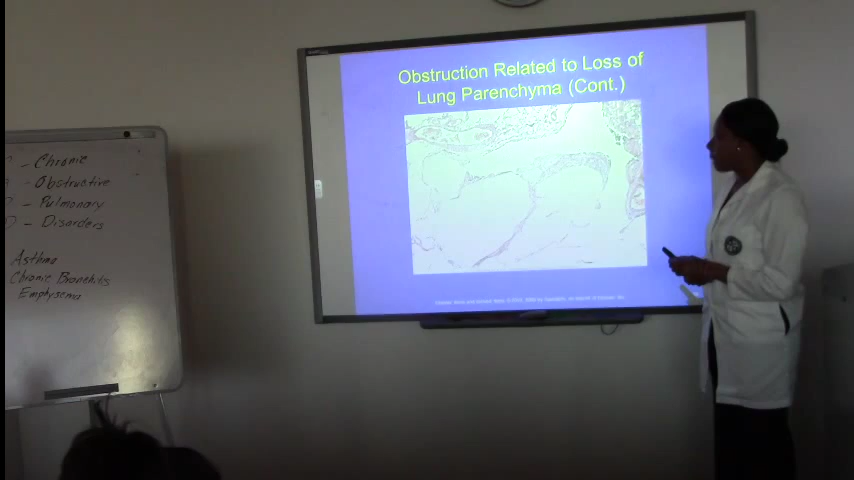 Obstruction Related to Loss of
Lung Parenchyma (Cont.)
- Chronic
- Obstructive
- Pulmonary
D - Disorders
Asthma
Chronic Bronchitis
Emphysema